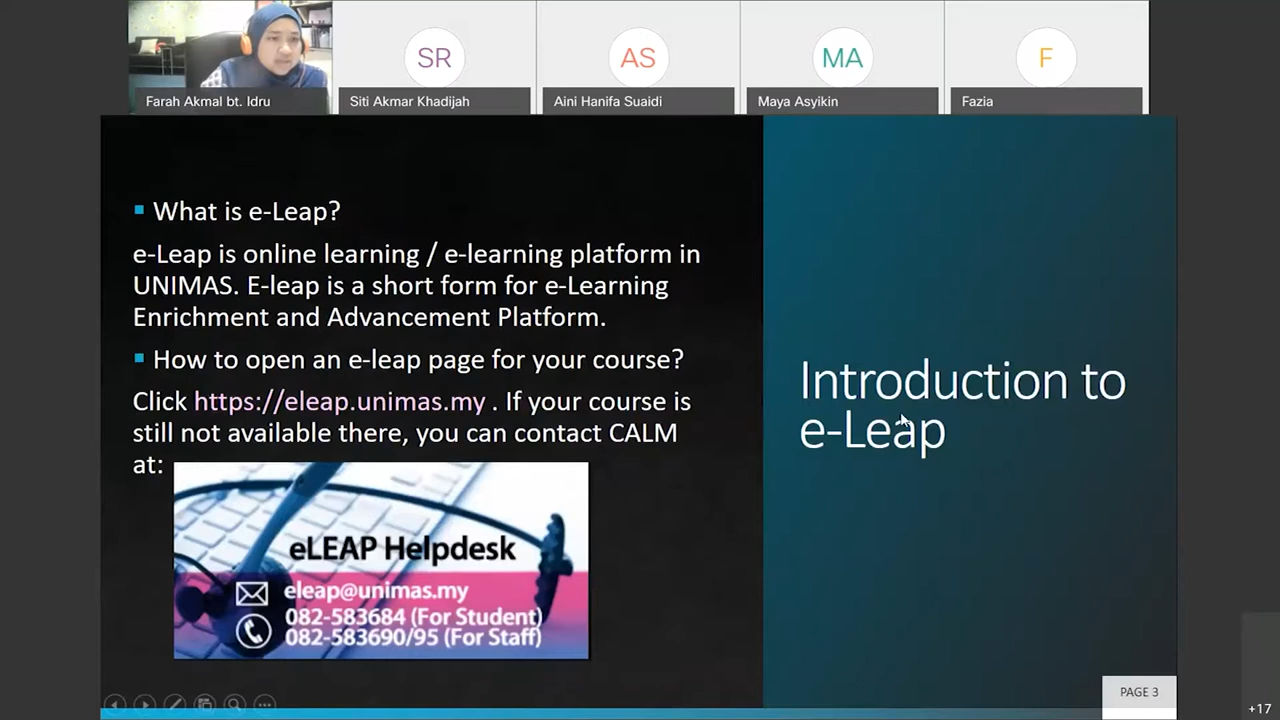 SR
AS
MA
F
Farah Akmal bt. Idru
Siti Akmar Khadijah
Aini Hanifa Suaidi
Maya Asyikin
Fazia
What is e-Leap?
e-Leap is online learning / e-learning platform in
UNIMAS. E-leap is a short form for e-Learning
Enrichment and Advancement Platform.
How to open an e-leap page for your course?
Click https://eleap.unimas.my . If your course is
still not available there, you can contact CALM
at:
eLEAP Helpdesk
eleap@unimas.my
082-583684 (For Student)
082-583690/95 (For Staff)
Introduction to
e-Leap
PAGE 3
+17